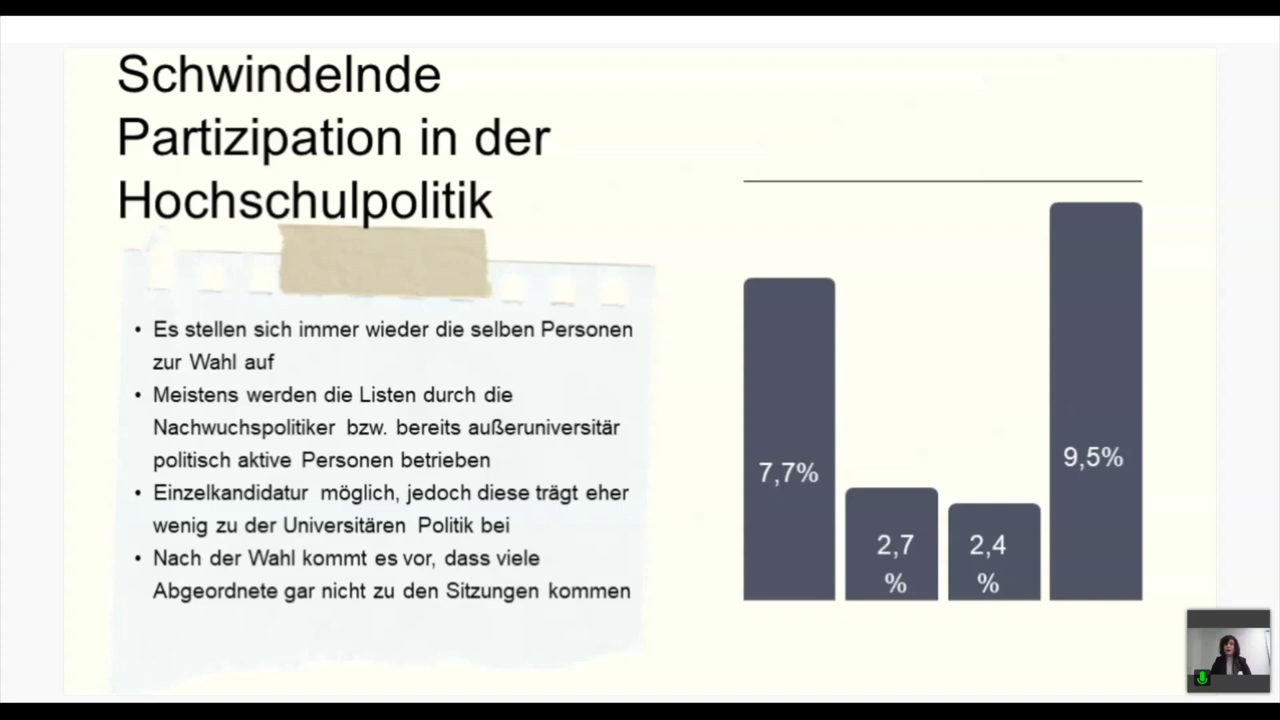 Schwindelnde
Partizipation in der
Hochschulpolitik
• Es stellen sich immer wieder die selben Personen
zur Wahl auf
• Meistens werden die Listen durch die
Nachwuchspolitiker bzw. bereits außeruniversitär
politisch aktive Personen betrieben
• Einzelkandidatur möglich, jedoch diese trägt eher
wenig zu der Universitären Politik bei
• Nach der Wahl kommt es vor, dass viele
Abgeordnete gar nicht zu den Sitzungen kommen
7,7%
2,7
%
2,4
%
9,5%